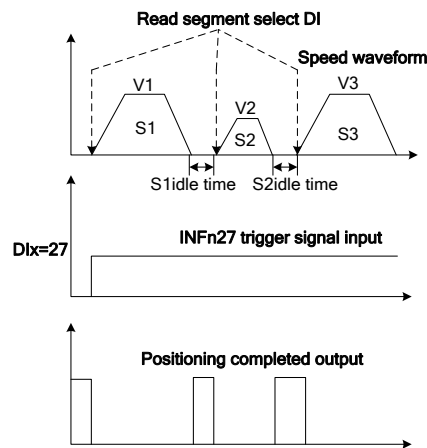 Read segment select DI
Speed waveform
V1
V2
V3
S1
S2
S3
S1idle time
S2idle time
DIx=27
INFn27 trigger signal input
Positioning completed output